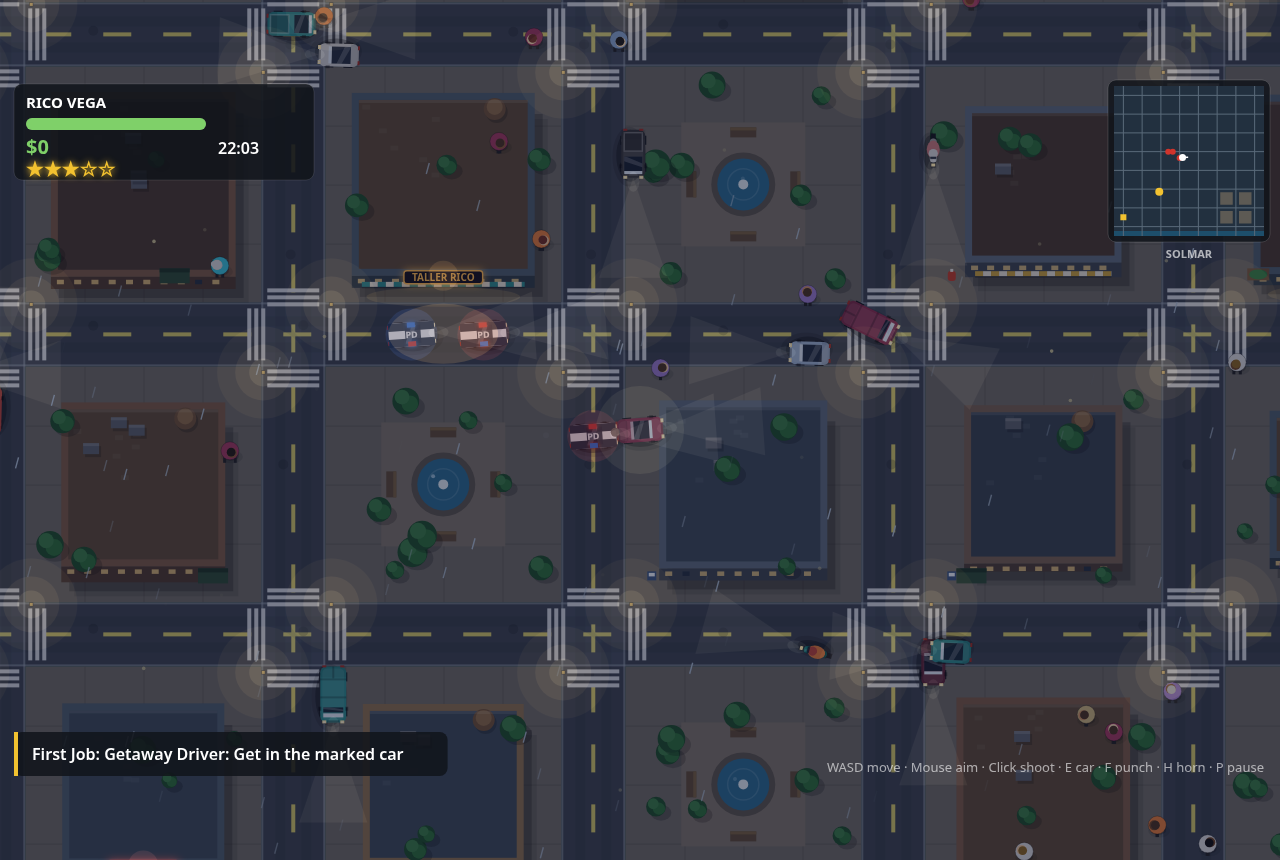 RICO VEGA
$0
22:03
TALLER RICO
SOLMAR
PD
PD
PD
First Job: Getaway Driver: Get in the marked car
WASD move · Mouse aim · Click shoot · E car · F punch · H horn · P pause